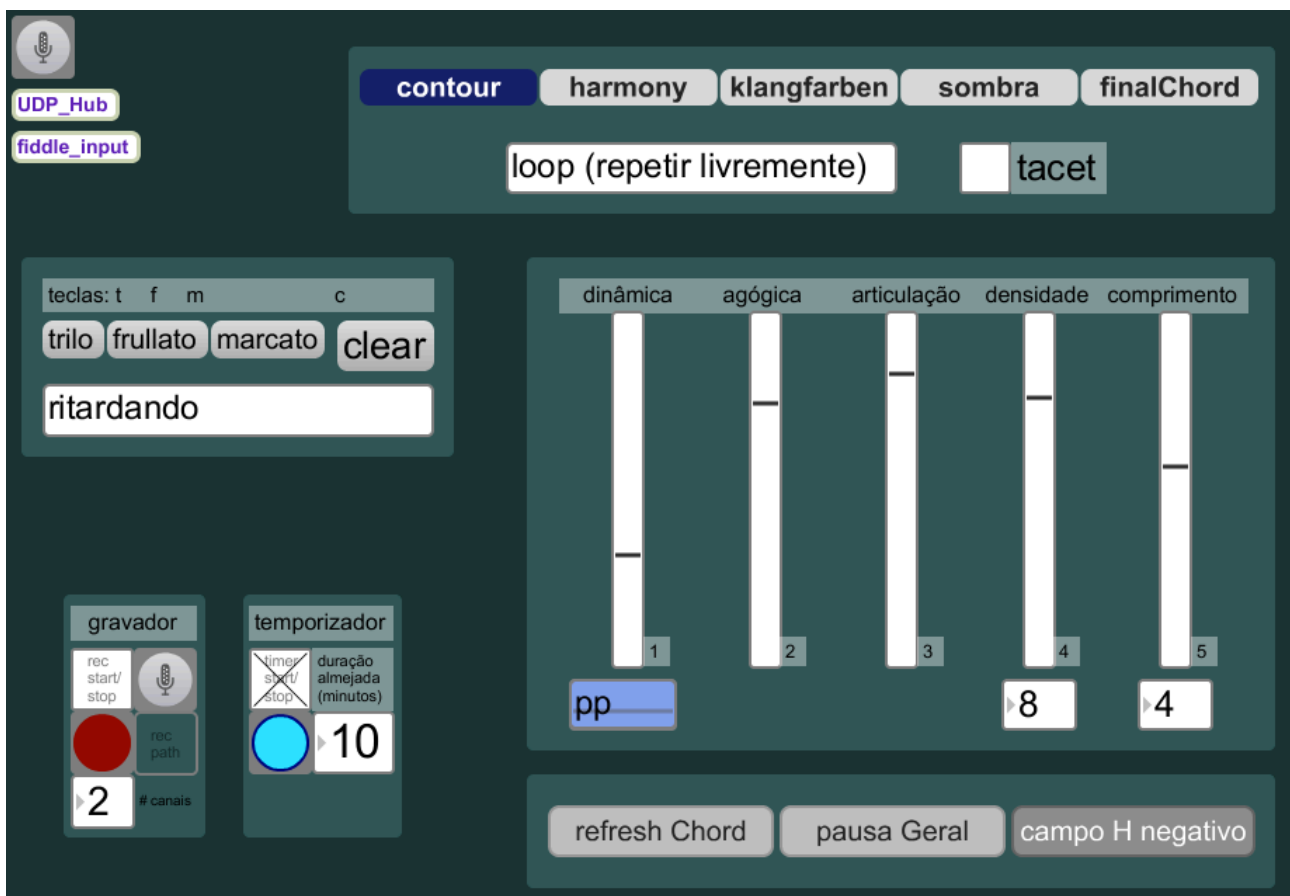 UDP_Hub
fiddle_input
contour harmony klangfarben sombra finalChord
loop (repetir livremente) tacet
teclas: t f m c
trilo frullato marcato clear
ritardando
dinâmica agógica articulação densidade comprimento
1 2 3 4 5
pp 8 4
gravador
rec
start/
stop
rec
path
2 # canais
temporizador
timer
start/
stop
duração
almejada
(minutos)
10
refresh Chord pausa Geral campo H negativo